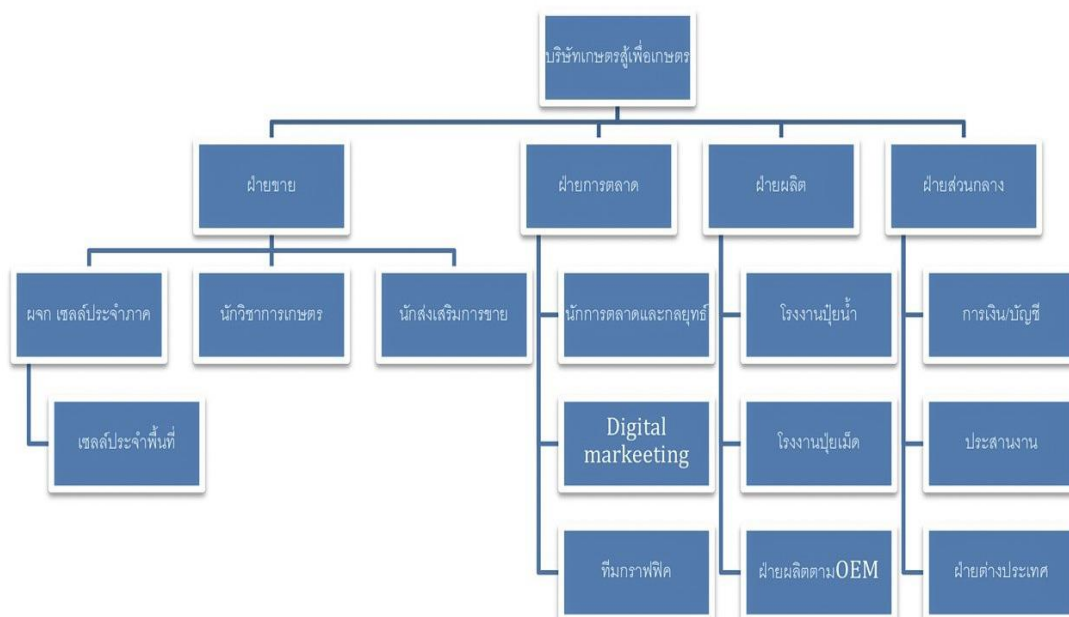 บริษัทเกษตรสู้เพื่อเกษตร
ฝ่ายขาย
ฝ่ายการตลาด
ฝ่ายผลิต
ฝ่ายส่วนกลาง
ผจก เซลล์ประจำภาค
นักวิชาการเกษตร
นักส่งเสริมการขาย
นักการตลาดและกลยุทธ์
โรงงานปุ๋ยน้ำ
การเงิน/บัญชี
เซลล์ประจำพื้นที่
Digital
markeeting
โรงงานปุ๋ยเม็ด
ประสานงาน
ทีมกราฟฟิค
ฝ่ายผลิตตามOEM
ฝ่ายต่างประเทศ